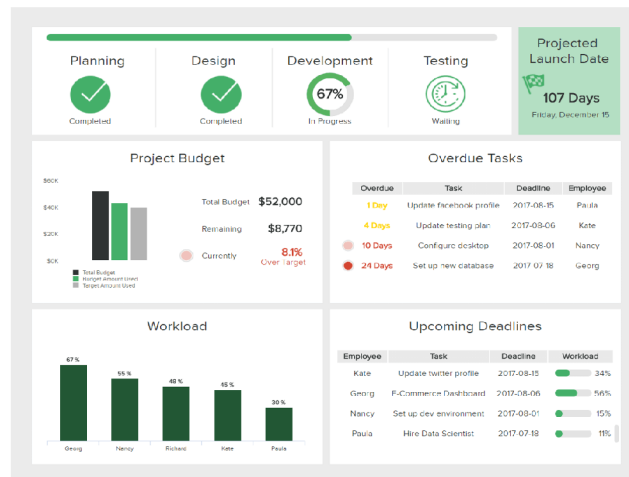 Planning
Design
Development
Testing
67%
Completed
Completed
In Progress
Waiting
Projected
Launch Date
107 Days
Friday, December 15
Project Budget
$60K
$40K
$20K
$0K
Total Budget $52,000
Remaining $8,770
Currently 8.1%
Over Target
Total Budget
Budget Amount Used
Target Amount Used
Overdue Tasks
Overdue Task Deadline Employee
1 Day Update facebook profile 2017-08-15 Paula
4 Days Update testing plan 2017-08-06 Kate
10 Days Configure desktop 2017-08-01 Nancy
24 Days Set up new database 2017-07-18 Georg
Workload
67 %
55 %
48 %
45 %
30 %
Georg
Nancy
Richard
Kate
Paula
Upcoming Deadlines
Employee Task Deadline Workload
Kate Update twitter profile 2017-08-15 34%
Georg E-Commerce Dashboard 2017-08-06 56%
Nancy Set up dev environment 2017-08-01 15%
Paula Hire Data Scientist 2017-07-18 11%